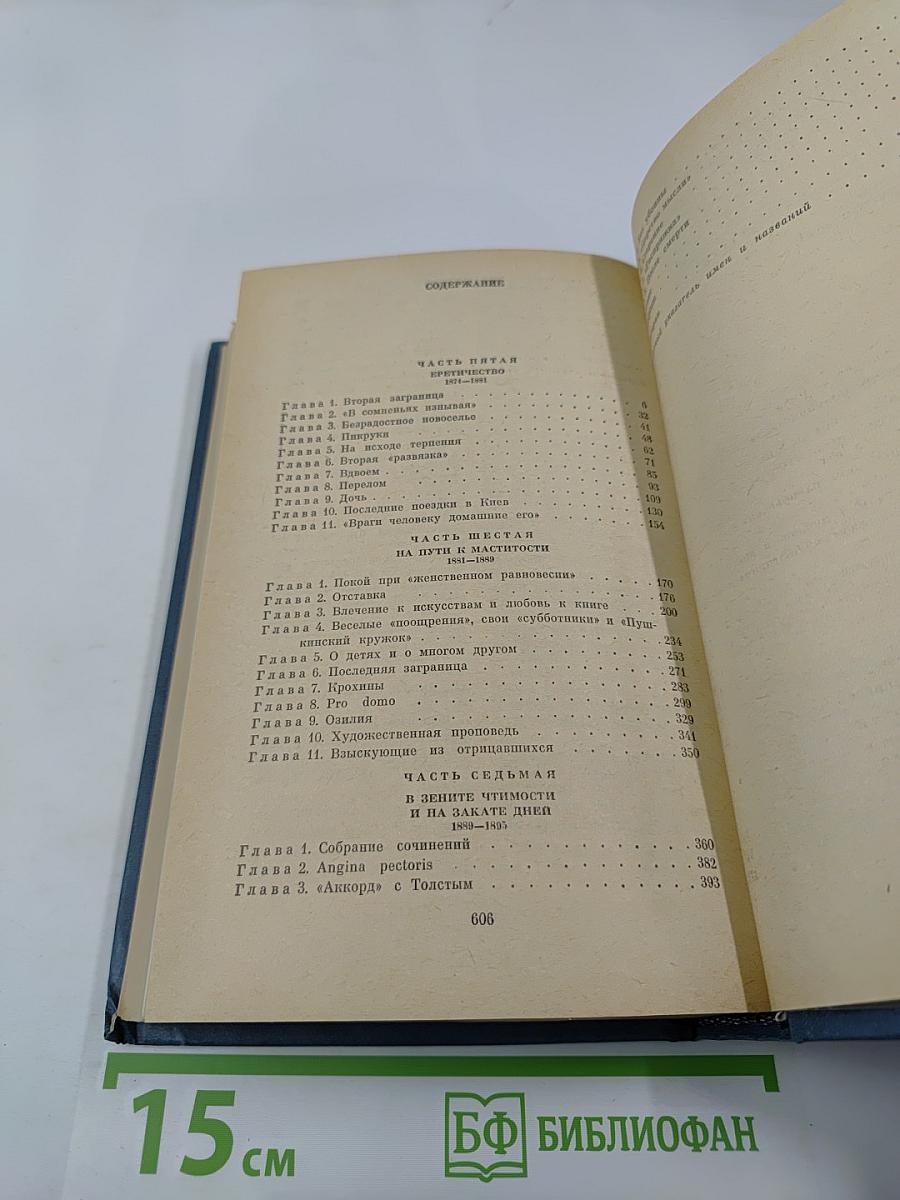 СОДЕРЖАНИЕ
ЧАСТЬ ПЯТАЯ
ЕРЕТИЧЕСТВО
1874—1881
Глава 1. Вторая заграница 6
Глава 2. «В сомненьях изнывая» 32
Глава 3. Безрадостное новоселье 41
Глава 4. Пикруки 48
Глава 5. На исходе терпения 62
Глава 6. Вторая «развязка» 71
Глава 7. Вдвоем 85
Глава 8. Перелом 93
Глава 9. Дочь 109
Глава 10. Последние поездки в Киев 130
Глава 11. «Враги человеку домашние его» 154
ЧАСТЬ ШЕСТАЯ
НА ПУТИ К МАСТИТОСТИ
1881—1889
Глава 1. Покой при «женственном равновесии» 170
Глава 2. Отставка 176
Глава 3. Влечение к искусствам и любовь к книге 200
Глава 4. Веселые «поощрения», свои «субботники» и «Пуш-
кинский кружок» 234
Глава 5. О детях и о многом другом 253
Глава 6. Последняя заграница 271
Глава 7. Крохины 283
Глава 8. Pro domo 299
Глава 9. Озилия 329
Глава 10. Художественная проповедь 341
Глава 11. Взыскующие из отрицавшихся 350
ЧАСТЬ СЕДЬМАЯ
В ЗЕНИТЕ ЧТИМОСТИ
И НА ЗАКАТЕ ДНЕЙ
1889—1895
Глава 1. Собрание сочинений 360
Глава 2. Angina pectoris 382
Глава 3. «Аккорд» с Толстым 393
606
мысли»
смерти
указатель имен и названий
15 см
БФ БИБЛИОФАН